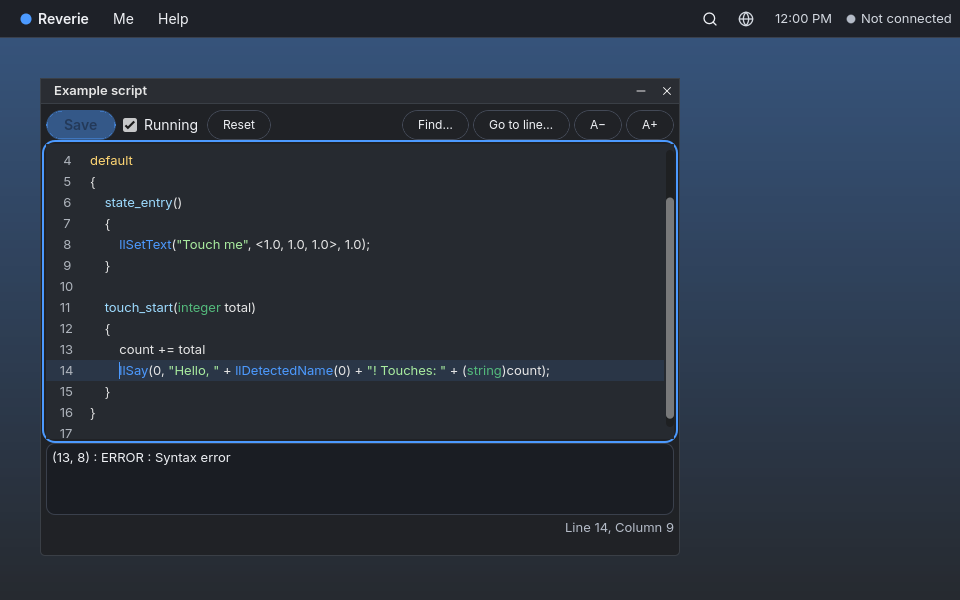 Reverie Me Help 12:00 PM Not connected
Example script
Save Running Reset Find... Go to line... A− A+
4 default
5 {
6 state_entry()
7 {
8 llSetText("Touch me", <1.0, 1.0, 1.0>, 1.0);
9 }
10
11 touch_start(integer total)
12 {
13 count += total
14 llSay(0, "Hello, " + llDetectedName(0) + "! Touches: " + (string)count);
15 }
16 }
17
(13, 8) : ERROR : Syntax error
Line 14, Column 9